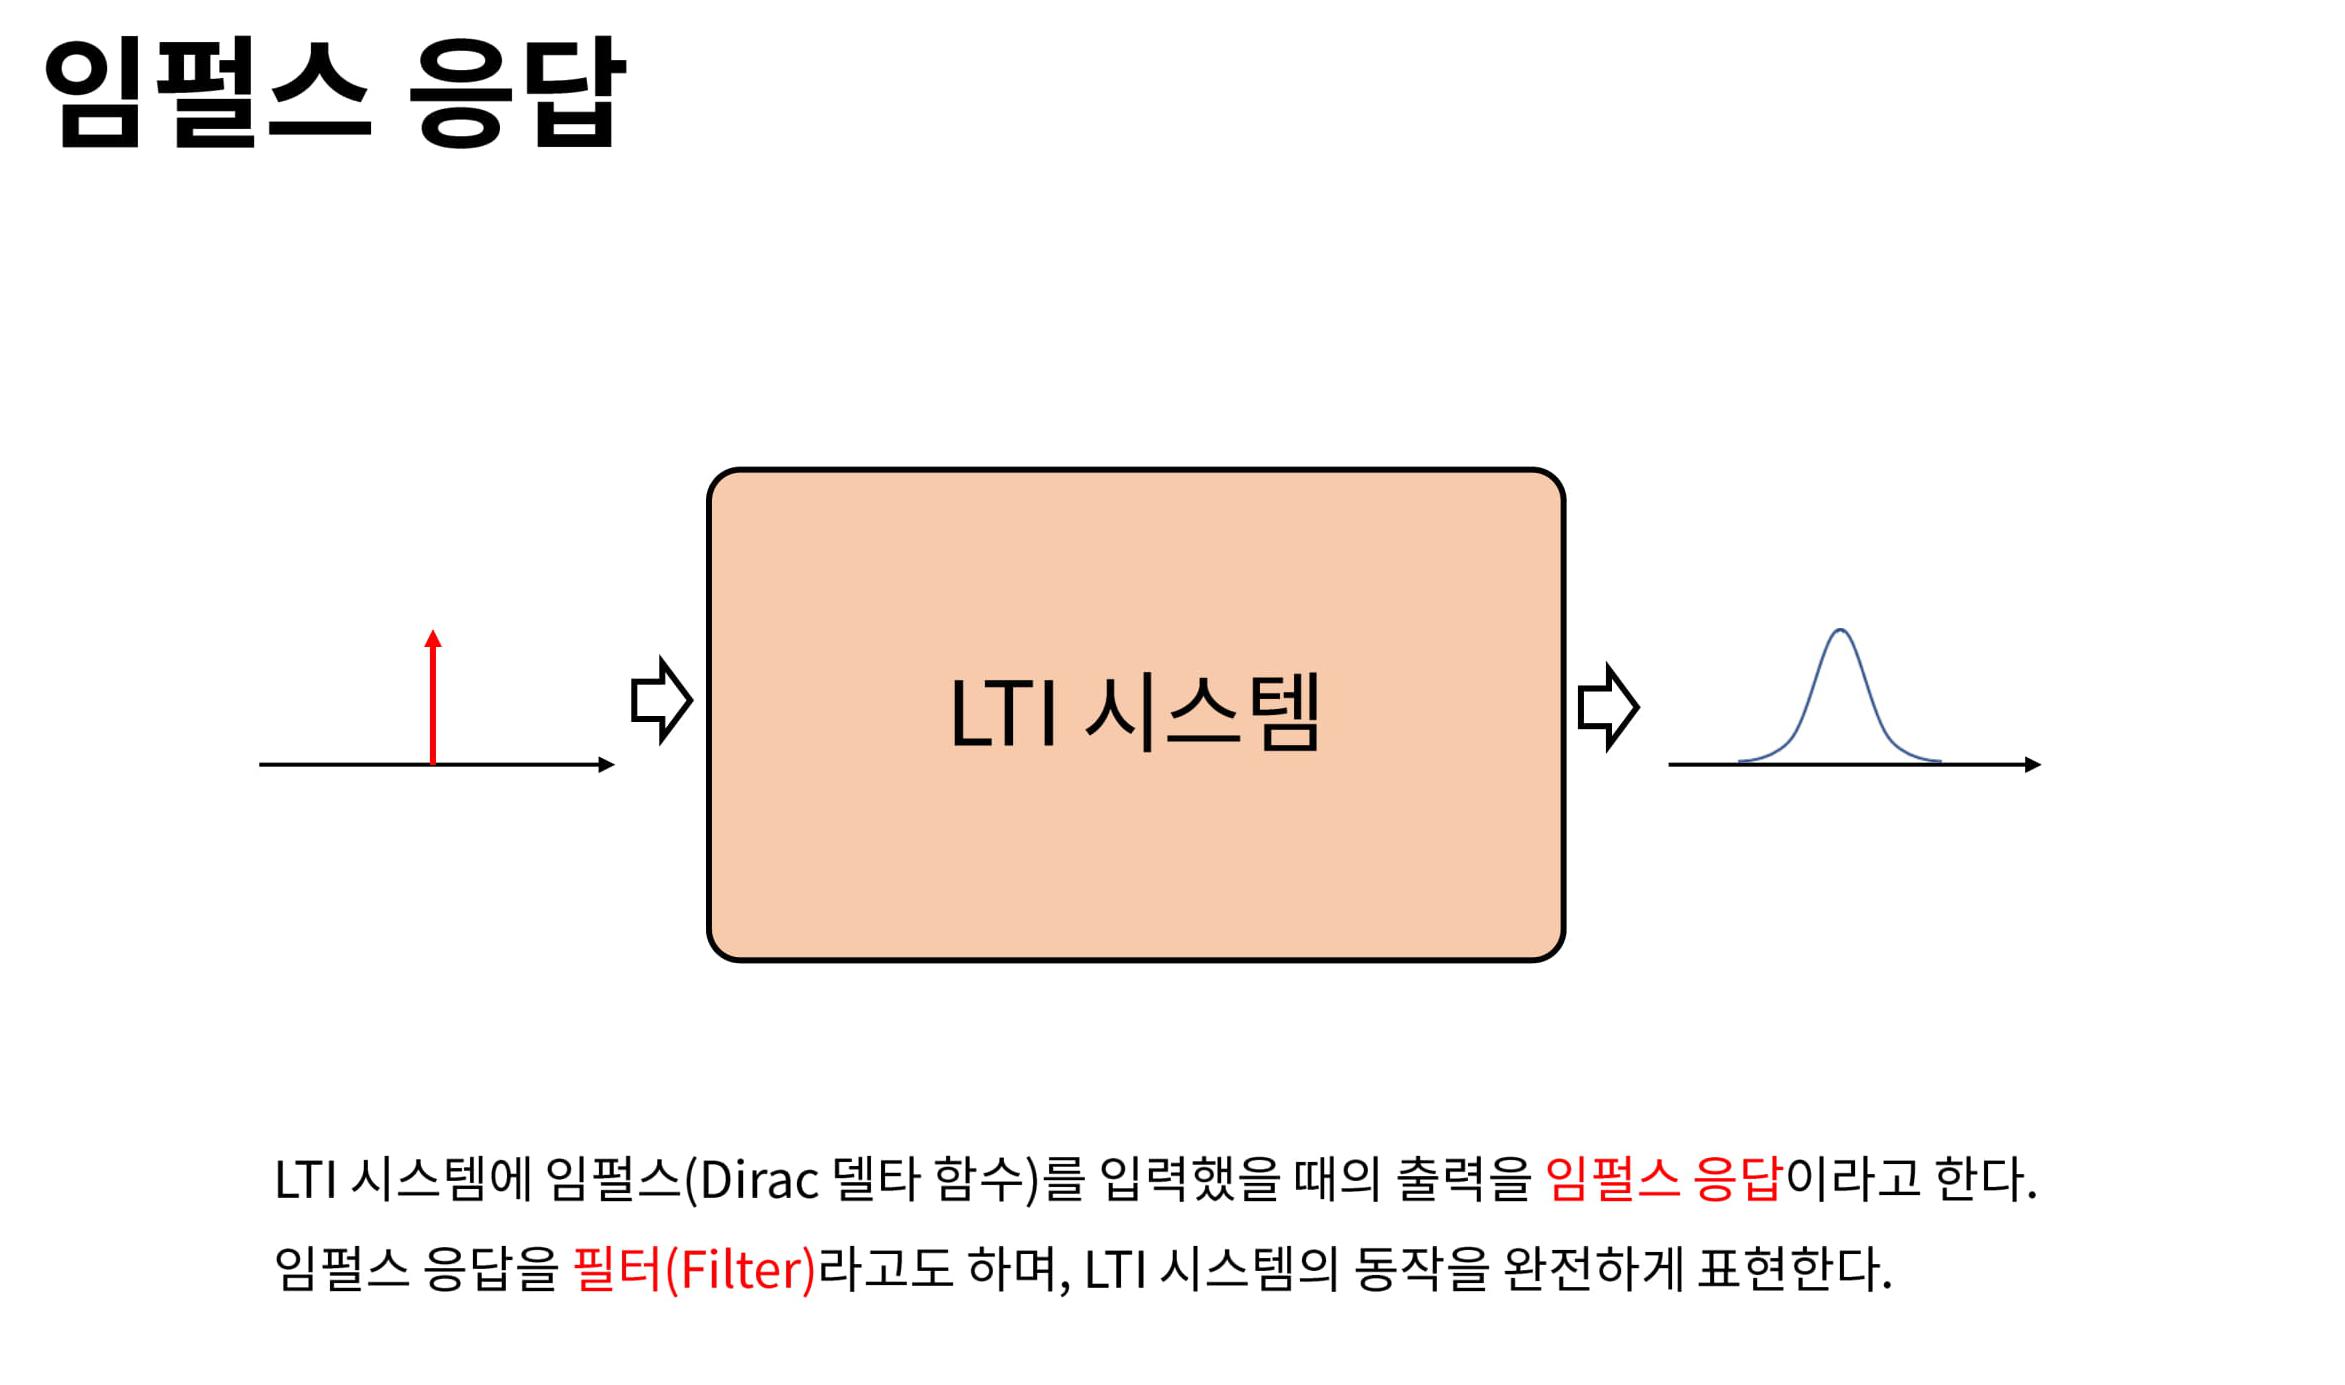 임펄스 응답
LTI 시스템
LTI 시스템에 임펄스(Dirac 델타 함수)를 입력했을 때의 출력을 임펄스 응답이라고 한다.
임펄스 응답을 필터(Filter)라고도 하며, LTI 시스템의 동작을 완전하게 표현한다.